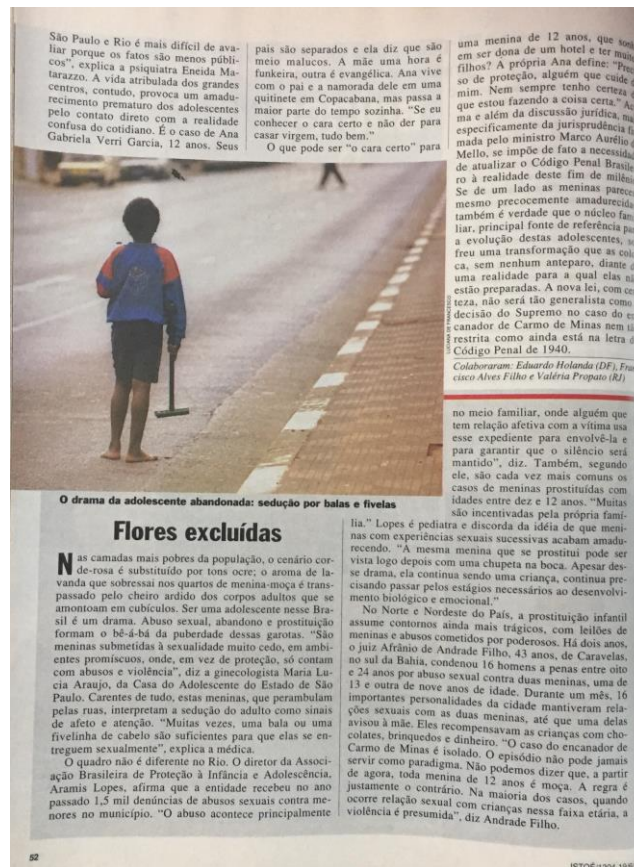 São Paulo e Rio é mais difícil de ava-
liar porque os fatos são menos públi-
cos", explica a psiquiatra Eneida Ma-
tarazzo. A vida atribulada dos grandes
centros, contudo, provoca um amadu-
recimento prematuro dos adolescentes
pelo contato direto com a realidade
confusa do cotidiano. É o caso de Ana
Gabriela Verri Garcia, 12 anos. Seus
pais são separados e ela diz que são
meio malucos. A mãe uma hora é
funkeira, outra é evangélica. Ana vive
com o pai e a namorada dele em uma
quitinete em Copacabana, mas passa a
maior parte do tempo sozinha. "Se eu
conhecer o cara certo e não der para
casar virgem, tudo bem."
O que pode ser "o cara certo" para
uma menina de 12 anos, que
em ser dona de um hotel e ter
filhos? A própria Ana define:
so de proteção, alguém que cuide
mim. Nem sempre tenho certeza
que estou fazendo a coisa certa."
ma e além da discussão jurídica,
especificamente da jurisprudência
mada pelo ministro Marco Aurélio
Mello, se impõe de fato a
de atualizar o Código Penal
ro à realidade deste fim de
Se de um lado as meninas
mesmo precocemente
também é verdade que o núcleo
liar, principal fonte de referência
a evolução destas adolescentes,
freu uma transformação que as
ca, sem nenhum anteparo, diante
uma realidade para a qual elas
estão preparadas. A nova lei, com
teza, não será tão generalista como
decisão do Supremo no caso do
canador de Carmo de Minas nem
restrita como ainda está na letra
Código Penal de 1940.
Colaboraram: Eduardo Holanda (DF),
cisco Alves Filho e Valéria Propato (RJ)
O drama da adolescente abandonada: sedução por balas e fivelas
Flores excluídas
Nas camadas mais pobres da população, o cenário cor-
de-rosa é substituído por tons ocre; o aroma de la-
vanda que sobressai nos quartos de menina-moça é trans-
passado pelo cheiro ardido dos corpos adultos que se
amontoam em cubículos. Ser uma adolescente nesse Bra-
sil é um drama. Abuso sexual, abandono e prostituição
formam o bê-á-bá da puberdade dessas garotas. "São
meninas submetidas à sexualidade muito cedo, em ambi-
entes promíscuos, onde, em vez de proteção, só contam
com abusos e violência", diz a ginecologista Maria Lu-
cia Araujo, da Casa do Adolescente do Estado de São
Paulo. Carentes de tudo, estas meninas, que perambulam
pelas ruas, interpretam a sedução do adulto como sinais
de afeto e atenção. "Muitas vezes, uma bala ou uma
fivelinha de cabelo são suficientes para que elas se en-
treguem sexualmente", explica a médica.
O quadro não é diferente no Rio. O diretor da Associ-
ação Brasileira de Proteção à Infância e Adolescência,
Aramis Lopes, afirma que a entidade recebeu no ano
passado 1,5 mil denúncias de abusos sexuais contra me-
nores no município. "O abuso acontece principalmente
no meio familiar, onde alguém que
tem relação afetiva com a vítima usa
esse expediente para envolvê-la e
para garantir que o silêncio será
mantido", diz. Também, segundo
ele, são cada vez mais comuns os
casos de meninas prostituídas com
idades entre dez e 12 anos. "Muitas
são incentivadas pela própria famí-
lia." Lopes é pediatra e discorda da idéia de que meni-
nas com experiências sexuais sucessivas acabam amadu-
recendo. "A mesma menina que se prostitui pode ser
vista logo depois com uma chupeta na boca. Apesar des-
se drama, ela continua sendo uma criança, continua pre-
cisando passar pelos estágios necessários ao desenvolvi-
mento biológico e emocional."
No Norte e Nordeste do País, a prostituição infantil
assume contornos ainda mais trágicos, com leilões de
meninas e abusos cometidos por poderosos. Há dois anos,
o juiz Afrânio de Andrade Filho, 43 anos, de Caravelas,
no sul da Bahia, condenou 16 homens a penas entre oito
e 24 anos por abuso sexual contra duas meninas, uma de
13 e outra de nove anos de idade. Durante um mês, 16
importantes personalidades da cidade mantiveram rela-
ções sexuais com as duas meninas, até que uma delas
avisou à mãe. Eles recompensavam as crianças com cho-
colates, brinquedos e dinheiro. "O caso do encanador de
Carmo de Minas é isolado. O episódio não pode jamais
servir como paradigma. Não podemos dizer que, a partir
de agora, toda menina de 12 anos é moça. A regra é
justamente o contrário. Na maioria dos casos, quando
ocorre relação sexual com crianças nessa faixa etária, a
violência é presumida", diz Andrade Filho.
52